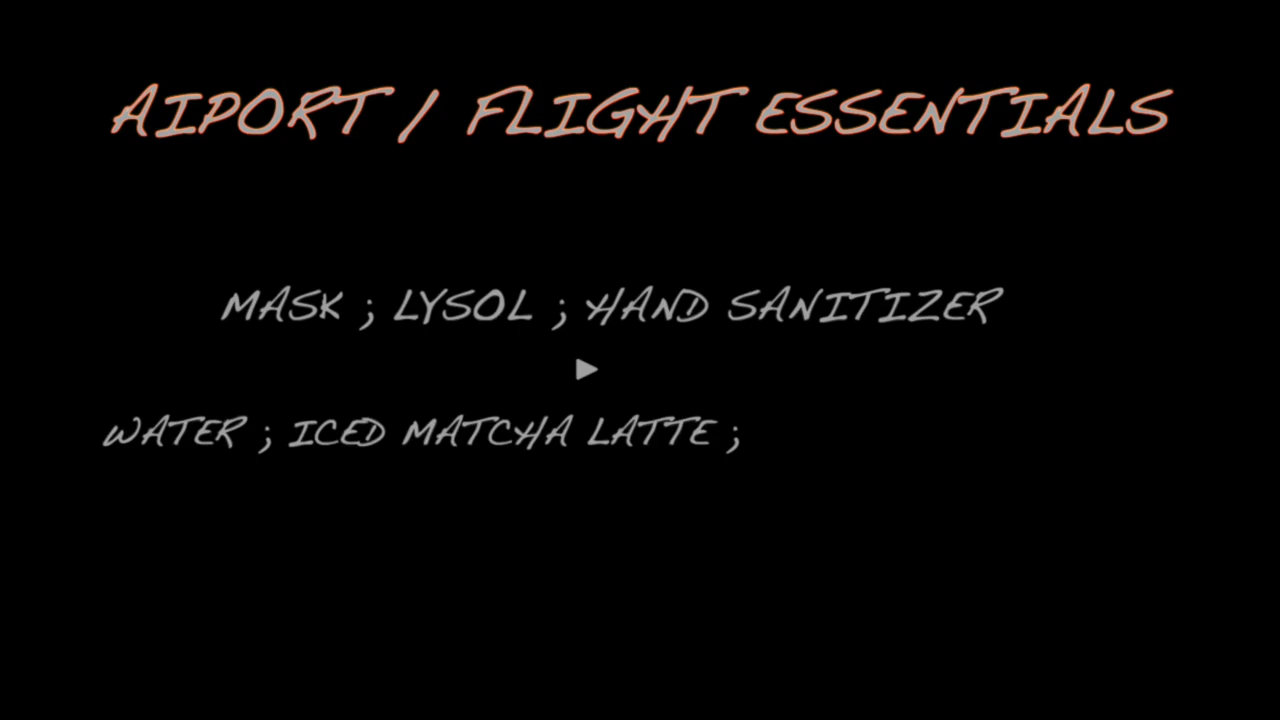 AIPORT / FLIGHT ESSENTIALS
MASK ; LYSOL ; HAND SANITIZER
WATER ; ICED MATCHA LATTE ;